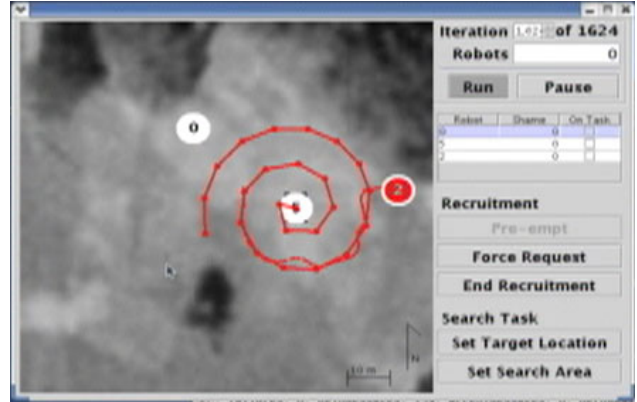 Iteration of 1624
Robots 0
Run Pause
Robot Shame On Task
0 0
5 0
2 0
0
2
Recruitment
Pre-empt
Force Request
End Recruitment
Search Task
Set Target Location
Set Search Area
10 m
N